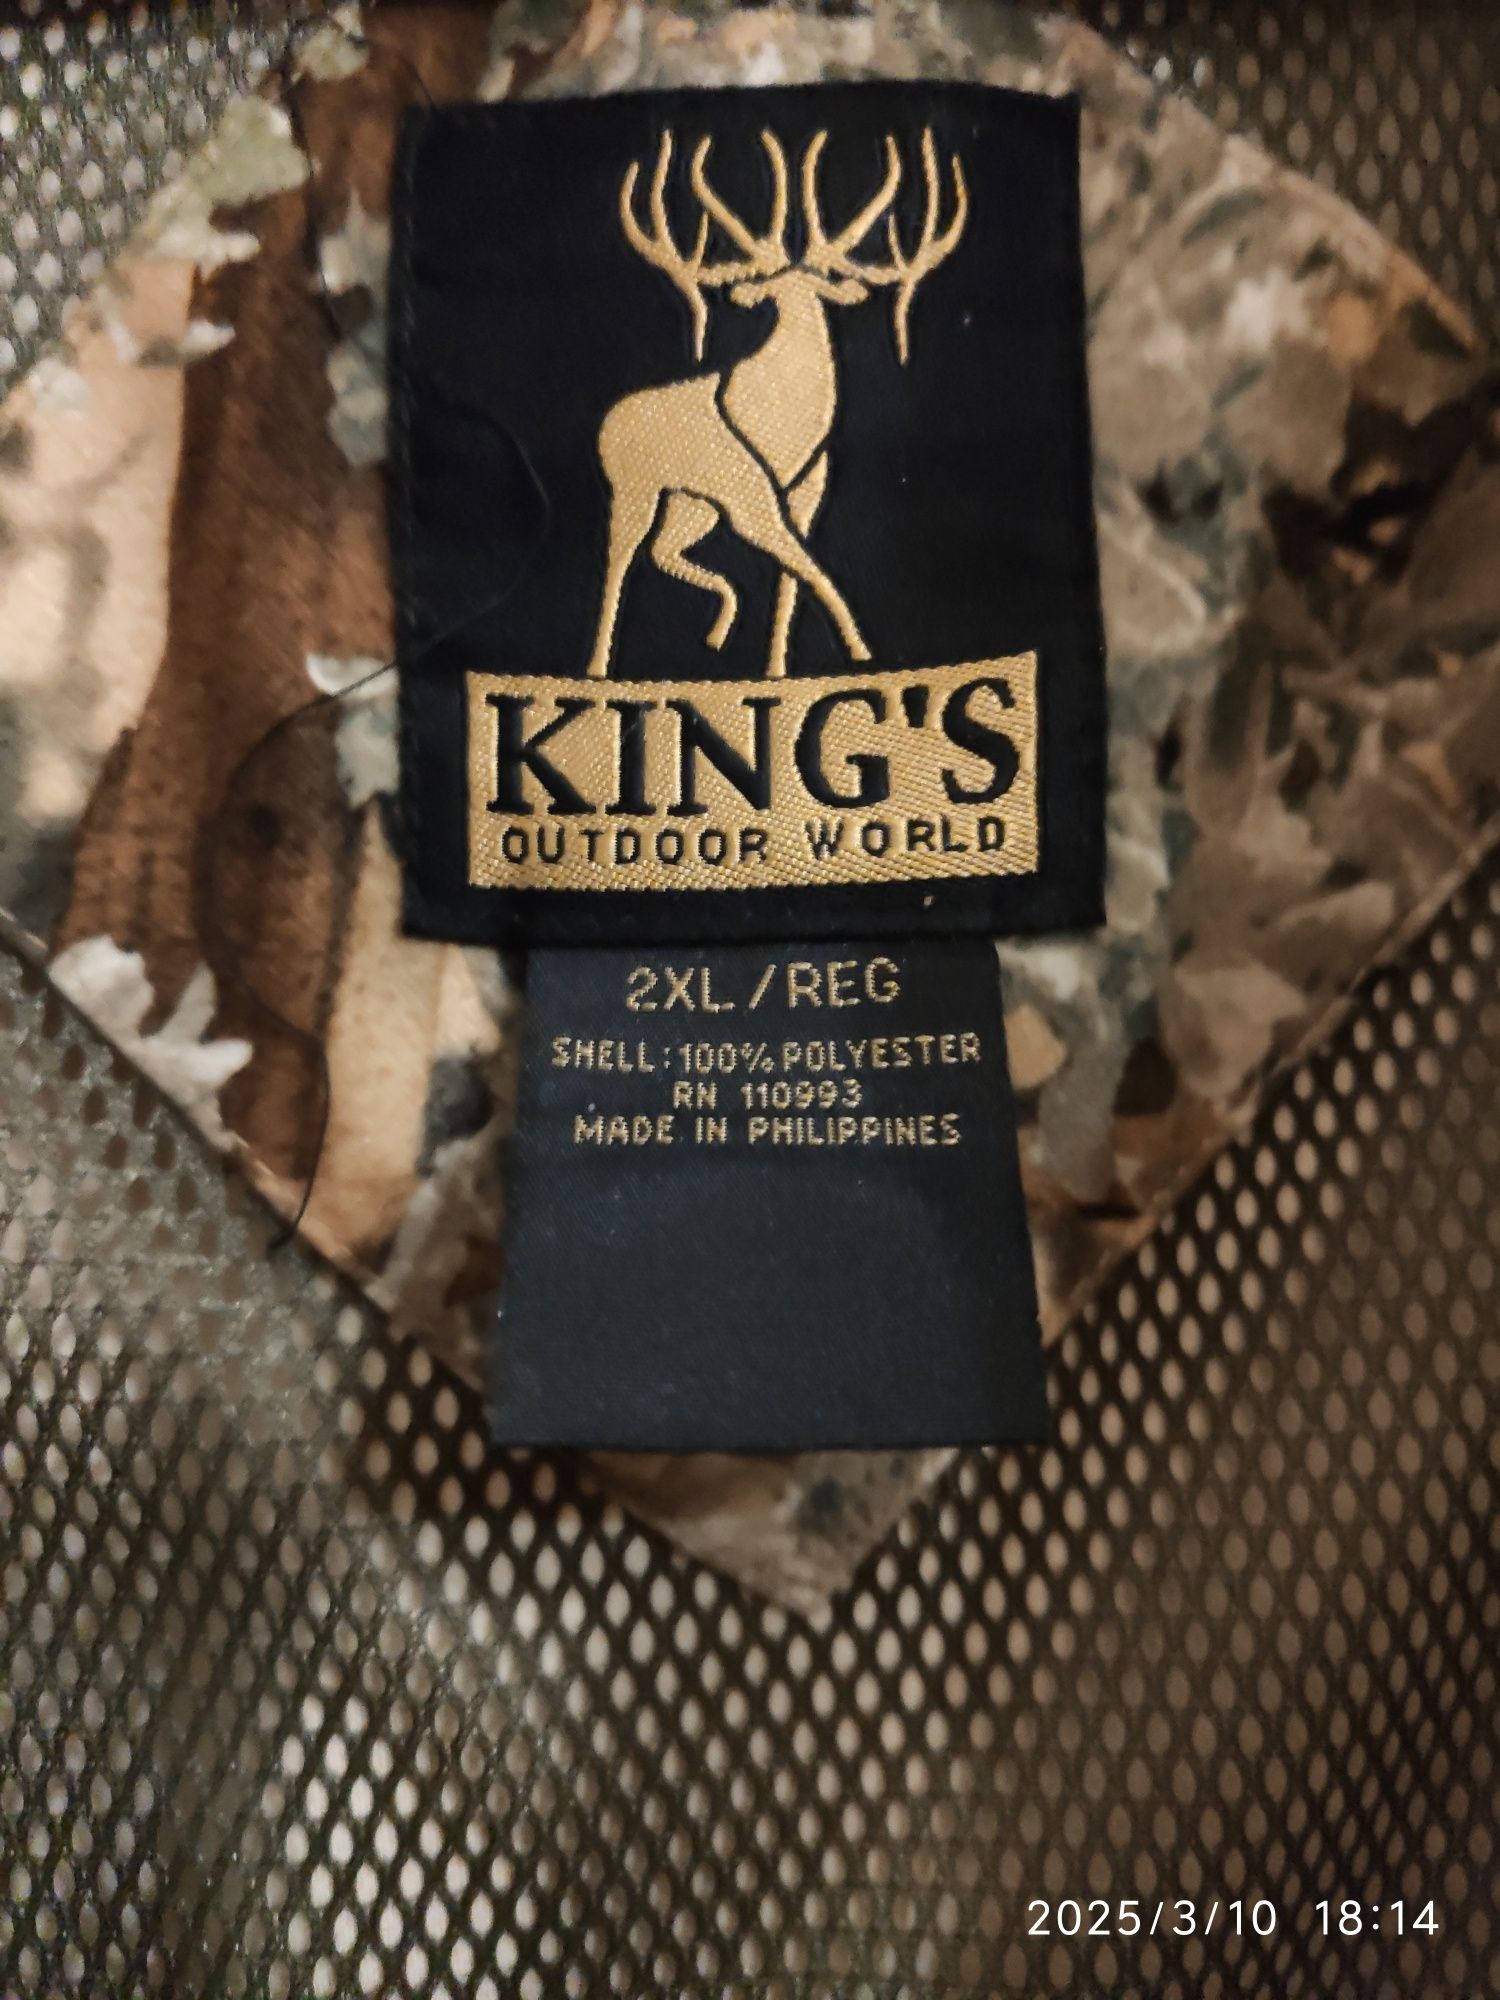 KING'S
OUTDOOR WORLD
2XL/REG
SHELL:100%POLYESTER
RN 110993
MADE IN PHILIPPINES
2025/3/10 18:14